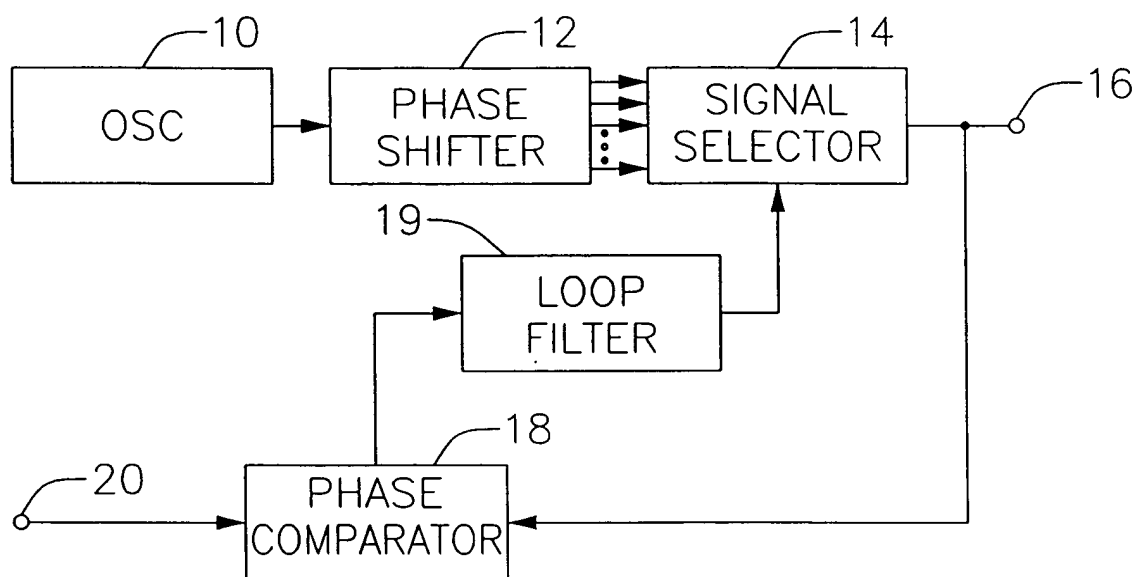 10
12
14
16
OSC
PHASE
SHIFTER
SIGNAL
SELECTOR
19
LOOP
FILTER
18
20
PHASE
COMPARATOR